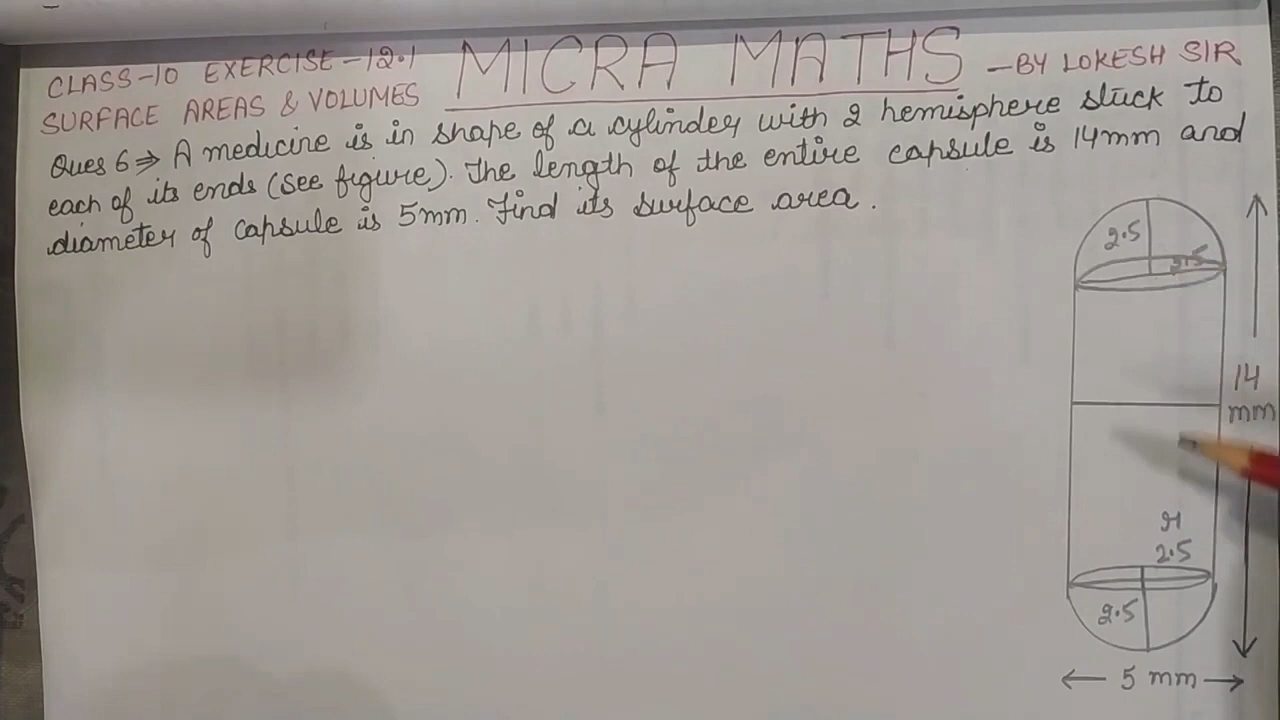 CLASS-10 EXERCISE-12.1 MICRA MATHS -BY LOKESH SIR
SURFACE AREAS & VOLUMES
Ques 6⇒ A medicine is in shape of a cylinder with 2 hemisphere stuck to
each of its ends (see figure). The length of the entire capsule is 14mm and
diameter of capsule is 5mm. Find its surface area.
2.5
2.5
14
mm
r
2.5
2.5
5 mm